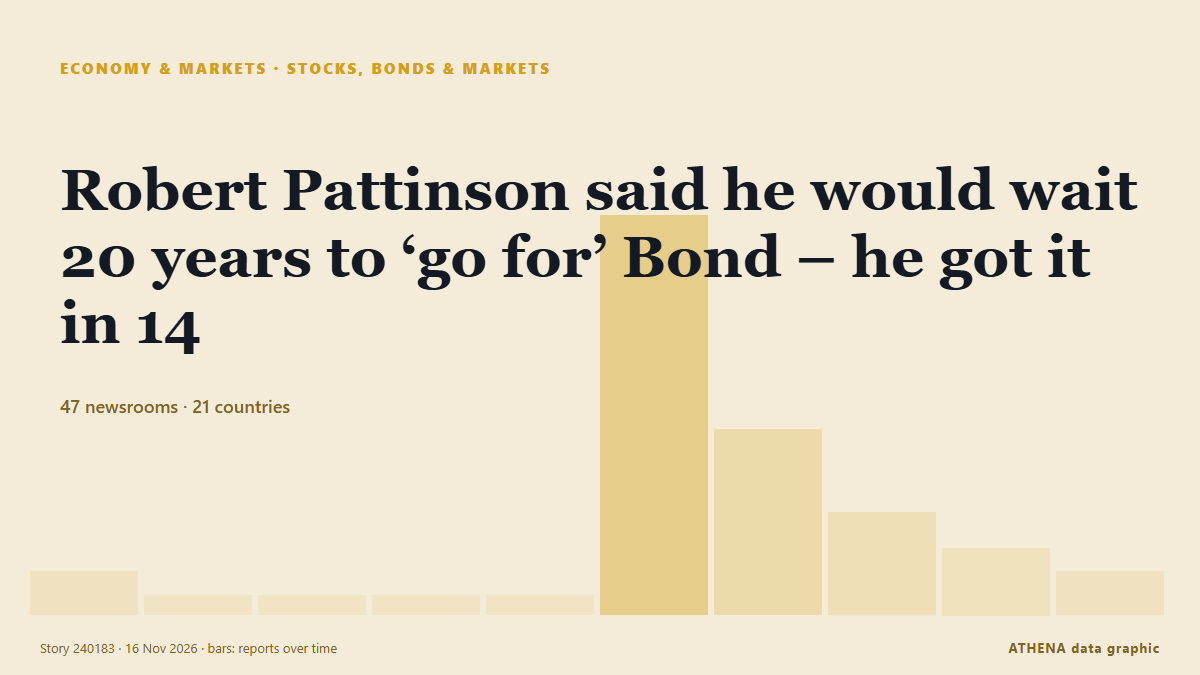 ECONOMY & MARKETS · STOCKS, BONDS & MARKETS
Robert Pattinson said he would wait
20 years to ‘go for’ Bond – he got it
in 14
47 newsrooms · 21 countries
Story 240183 · 16 Nov 2026 · bars: reports over time
ATHENA data graphic